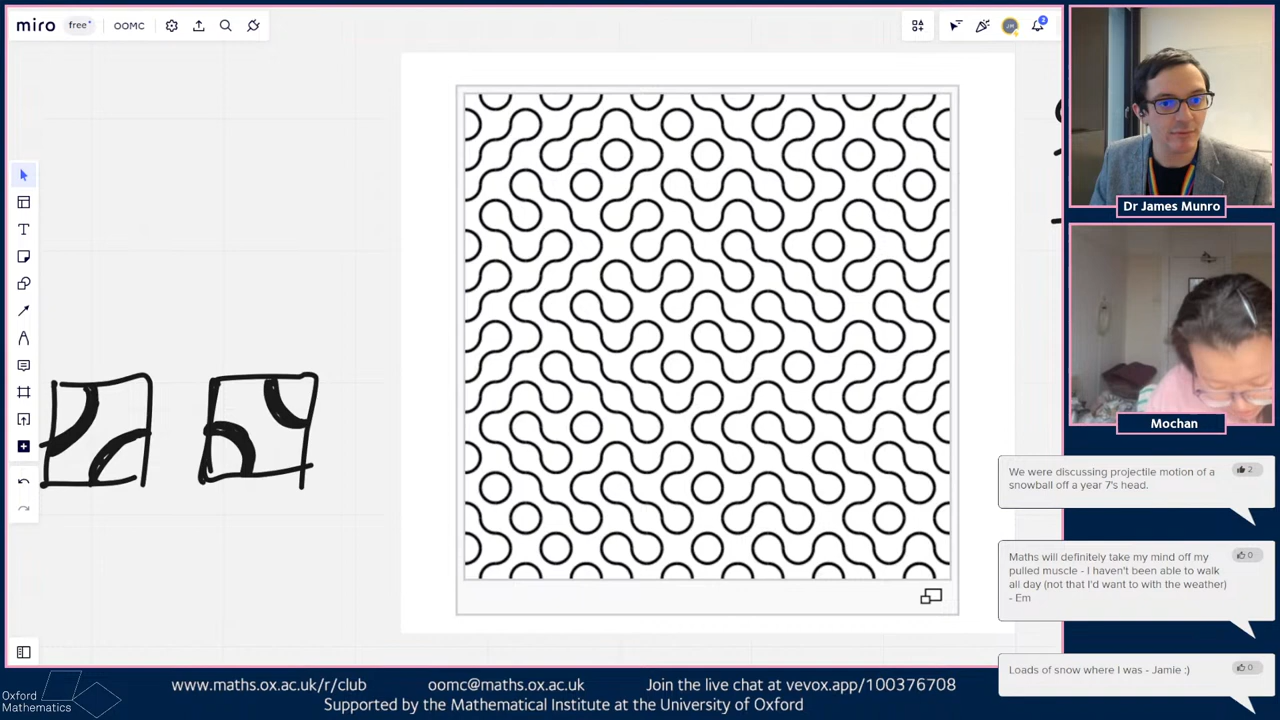 miro
free
OOMC
JM
2
Dr James Munro
Mochan
We were discussing projectile motion of a
snowball off a year 7's head.
2
Maths will definitely take my mind off my
pulled muscle - I haven't been able to walk
all day (not that I'd want to with the weather)
- Em
0
Loads of snow where I was - Jamie :)
0
Oxford
Mathematics
www.maths.ox.ac.uk/r/club
oomc@maths.ox.ac.uk
Join the live chat at vevox.app/100376708
Supported by the Mathematical Institute at the University of Oxford